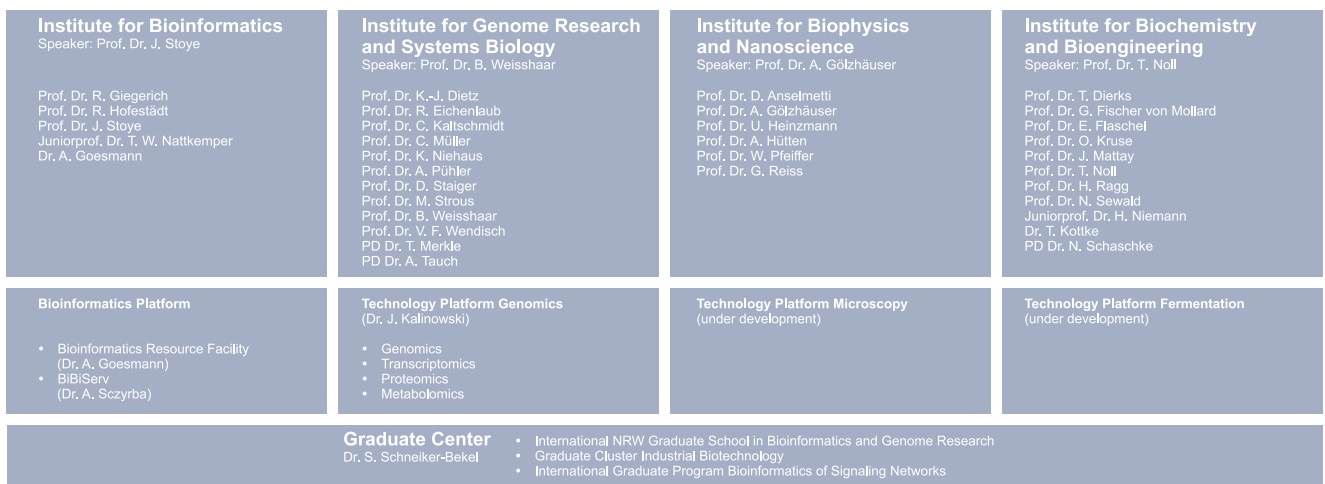 Institute for Bioinformatics
Speaker: Prof. Dr. J. Stoye
Prof. Dr. R. Giegerich
Prof. Dr. R. Hofestädt
Prof. Dr. J. Stoye
Juniorprof. Dr. T. W. Nattkemper
Dr. A. Goesmann
Institute for Genome Research
and Systems Biology
Speaker: Prof. Dr. B. Weisshaar
Prof. Dr. K.-J. Dietz
Prof. Dr. R. Eichenlaub
Prof. Dr. C. Kaltschmidt
Prof. Dr. C. Müller
Prof. Dr. K. Niehaus
Prof. Dr. A. Pühler
Prof. Dr. D. Staiger
Prof. Dr. M. Strous
Prof. Dr. B. Weisshaar
Prof. Dr. V. F. Wendisch
PD Dr. T. Merkle
PD Dr. A. Tauch
Institute for Biophysics
and Nanoscience
Speaker: Prof. Dr. A. Gölzhäuser
Prof. Dr. D. Anselmetti
Prof. Dr. A. Gölzhäuser
Prof. Dr. U. Heinzmann
Prof. Dr. A. Hütten
Prof. Dr. W. Pfeiffer
Prof. Dr. G. Reiss
Institute for Biochemistry
and Bioengineering
Speaker: Prof. Dr. T. Noll
Prof. Dr. T. Dierks
Prof. Dr. G. Fischer von Mollard
Prof. Dr. E. Flaschel
Prof. Dr. O. Kruse
Prof. Dr. J. Mattay
Prof. Dr. T. Noll
Prof. Dr. H. Ragg
Prof. Dr. N. Sewald
Juniorprof. Dr. H. Niemann
Dr. T. Kottke
PD Dr. N. Schaschke
Bioinformatics Platform
• Bioinformatics Resource Facility
(Dr. A. Goesmann)
• BiBiServ
(Dr. A. Sczyrba)
Technology Platform Genomics
(Dr. J. Kalinowski)
• Genomics
• Transcriptomics
• Proteomics
• Metabolomics
Technology Platform Microscopy
(under development)
Technology Platform Fermentation
(under development)
Graduate Center
Dr. S. Schneiker-Bekel
• International NRW Graduate School in Bioinformatics and Genome Research
• Graduate Cluster Industrial Biotechnology
• International Graduate Program Bioinformatics of Signaling Networks